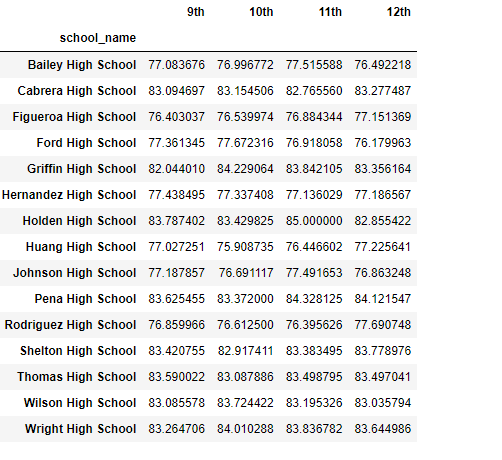 9th 10th 11th 12th
school_name
Bailey High School 77.083676 76.996772 77.515588 76.492218
Cabrera High School 83.094697 83.154506 82.765560 83.277487
Figueroa High School 76.403037 76.539974 76.884344 77.151369
Ford High School 77.361345 77.672316 76.918058 76.179963
Griffin High School 82.044010 84.229064 83.842105 83.356164
Hernandez High School 77.438495 77.337408 77.136029 77.186567
Holden High School 83.787402 83.429825 85.000000 82.855422
Huang High School 77.027251 75.908735 76.446602 77.225641
Johnson High School 77.187857 76.691117 77.491653 76.863248
Pena High School 83.625455 83.372000 84.328125 84.121547
Rodriguez High School 76.859966 76.612500 76.395626 77.690748
Shelton High School 83.420755 82.917411 83.383495 83.778976
Thomas High School 83.590022 83.087886 83.498795 83.497041
Wilson High School 83.085578 83.724422 83.195326 83.035794
Wright High School 83.264706 84.010288 83.836782 83.644986